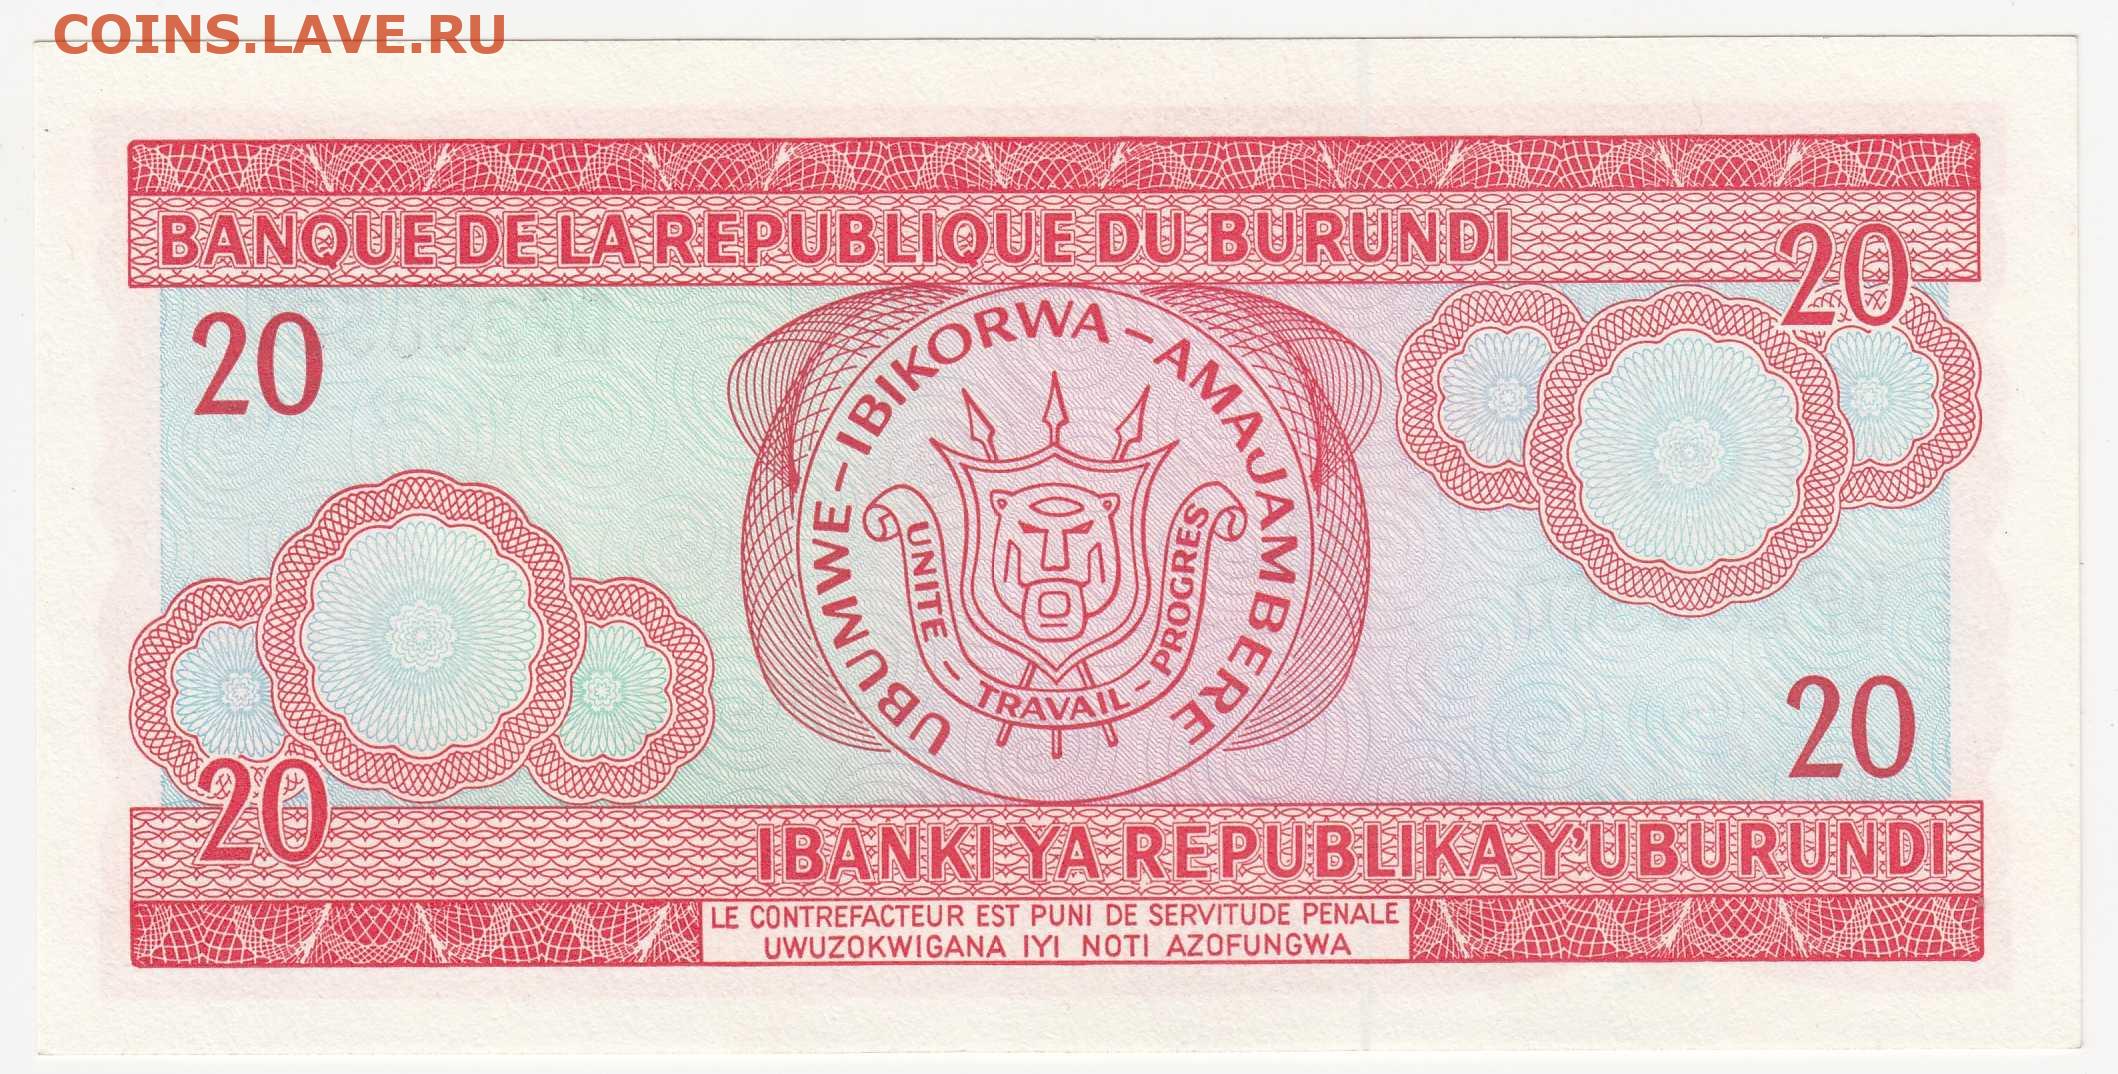 COINS.LAVE.RU
BANQUE DE LA REPUBLIQUE DU BURUNDI
20
20
UBUMWE – IBIKORWA – AMAJAMBERE
UNITE – TRAVAIL – PROGRES
20
20
IBANKI YA REPUBLIKA Y'UBURUNDI
LE CONTREFACTEUR EST PUNI DE SERVITUDE PENALE
UWUZOKWIGANA IYI NOTI AZOFUNGWA